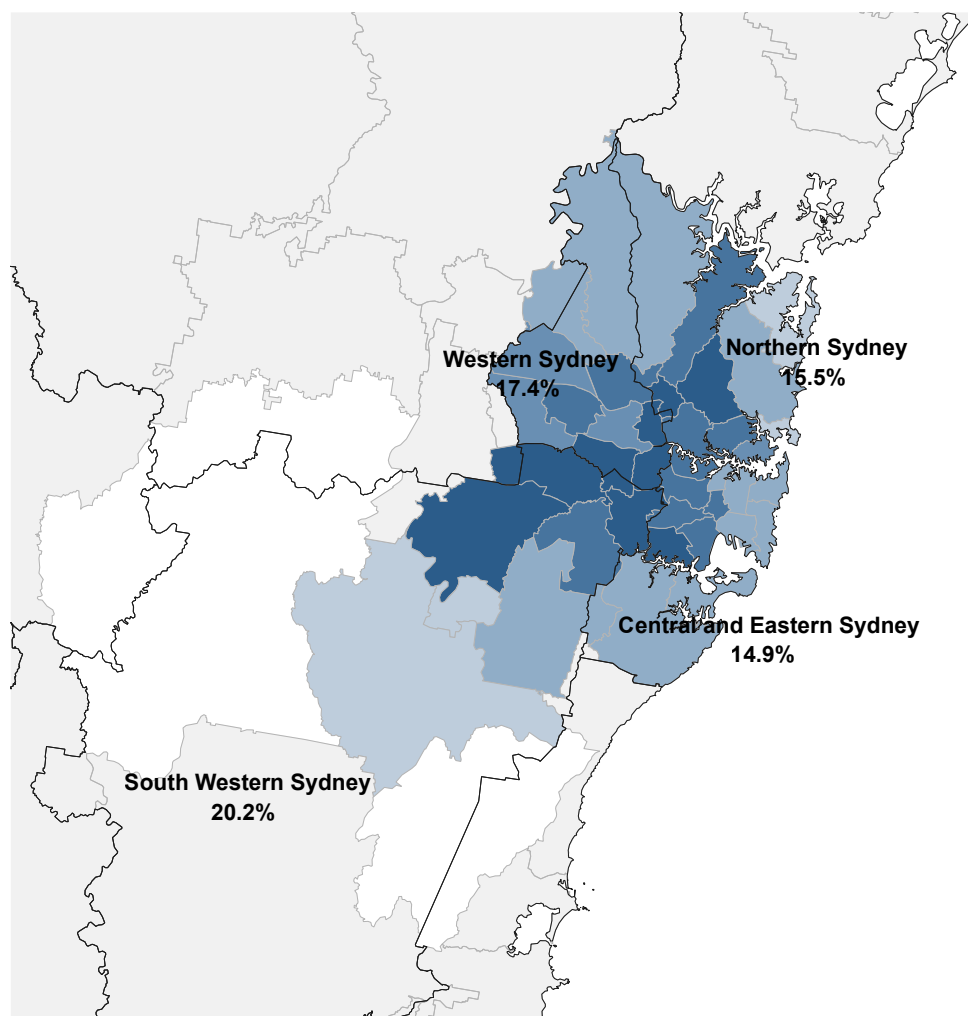 Western Sydney
17.4%
Northern Sydney
15.5%
Central and Eastern Sydney
14.9%
South Western Sydney
20.2%